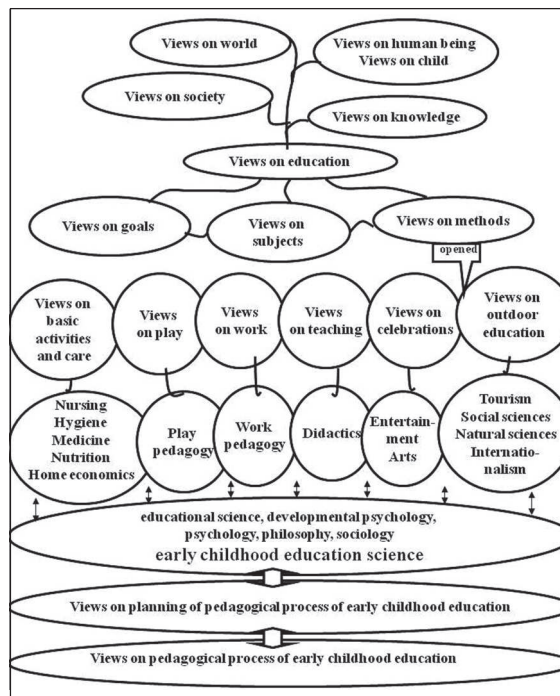 Views on world
Views on human being
Views on child
Views on society
Views on knowledge
Views on education
Views on goals
Views on
subjects
Views on methods
opened
Views on
basic
activities
and care
Views
on play
Views
on work
Views
on teaching
Views on
celebrations
Views on
outdoor
education
Nursing
Hygiene
Medicine
Nutrition
Home economics
Play
pedagogy
Work
pedagogy
Didactics
Entertain-
ment
Arts
Tourism
Social sciences
Natural sciences
Internatio-
nalism
educational science, developmental psychology,
psychology, philosophy, sociology
early childhood education science
Views on planning of pedagogical process of early childhood education
Views on pedagogical process of early childhood education